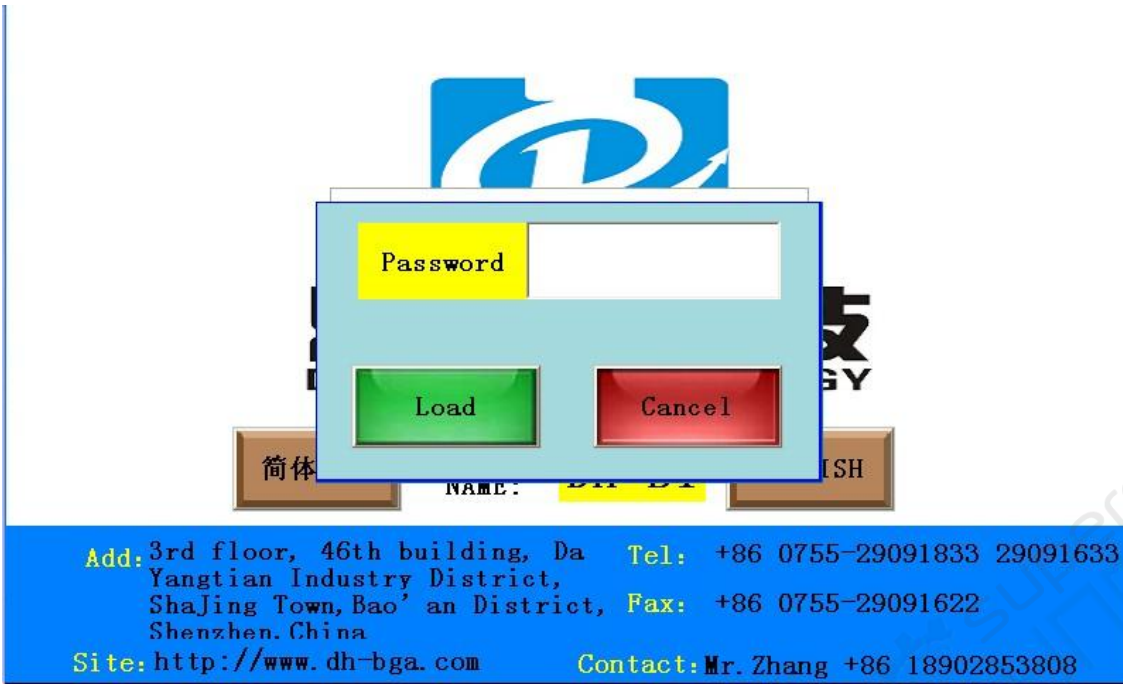 Password
Load
Cancel
技
GY
简体
NAME:
ISH
Add: 3rd floor, 46th building, Da
Yangtian Industry District,
ShaJing Town, Bao’an District,
Shenzhen. China
Tel: +86 0755-29091833 29091633
Fax: +86 0755-29091622
Site: http://www.dh-bga.com
Contact: Mr. Zhang +86 18902853808